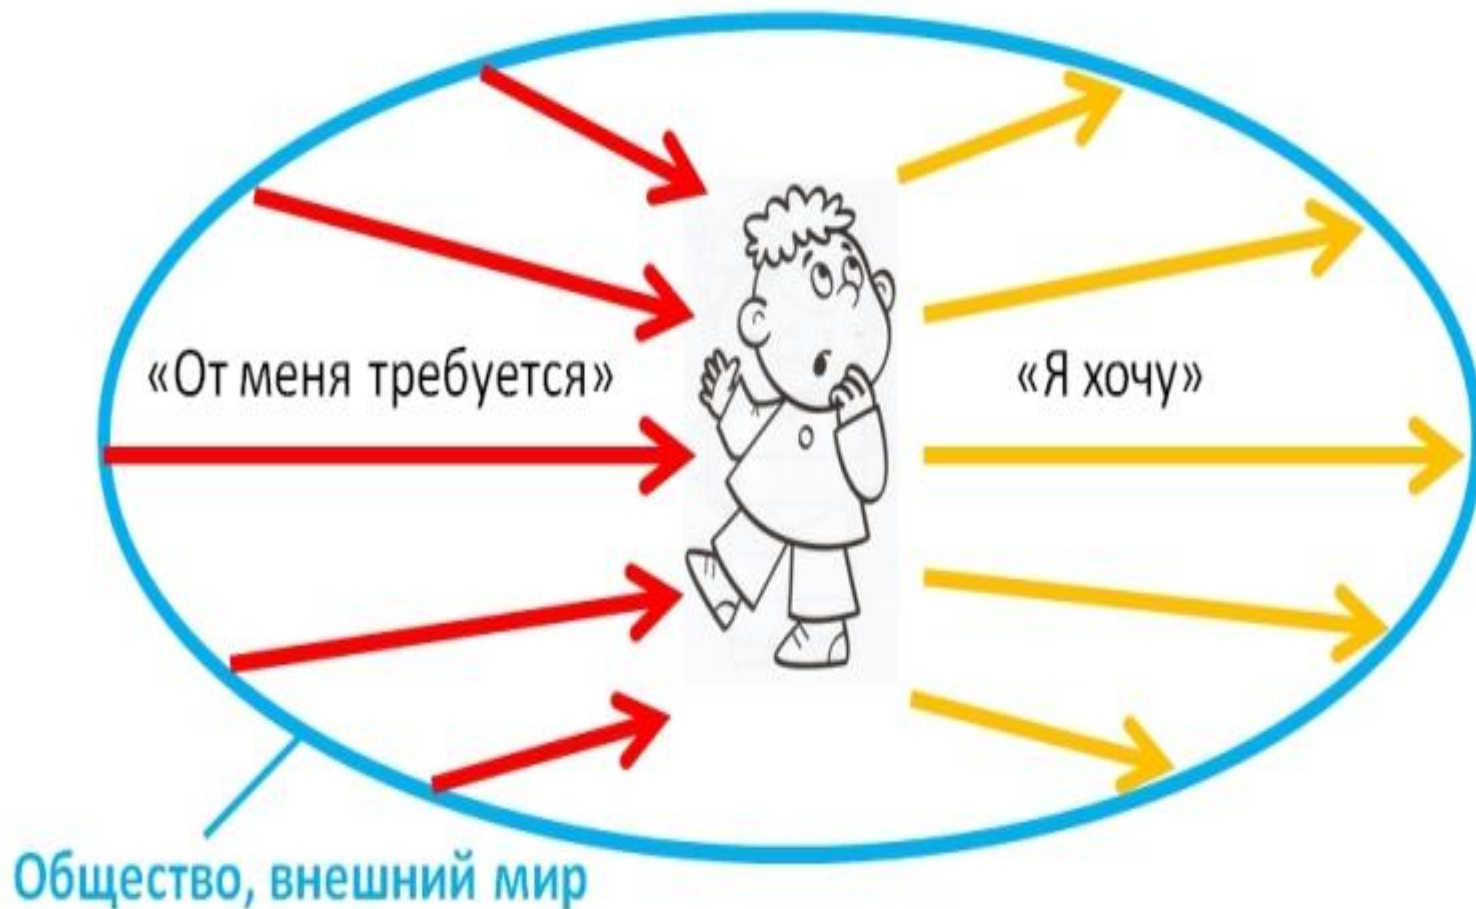 «От меня требуется»
«Я хочу»
Общество, внешний мир